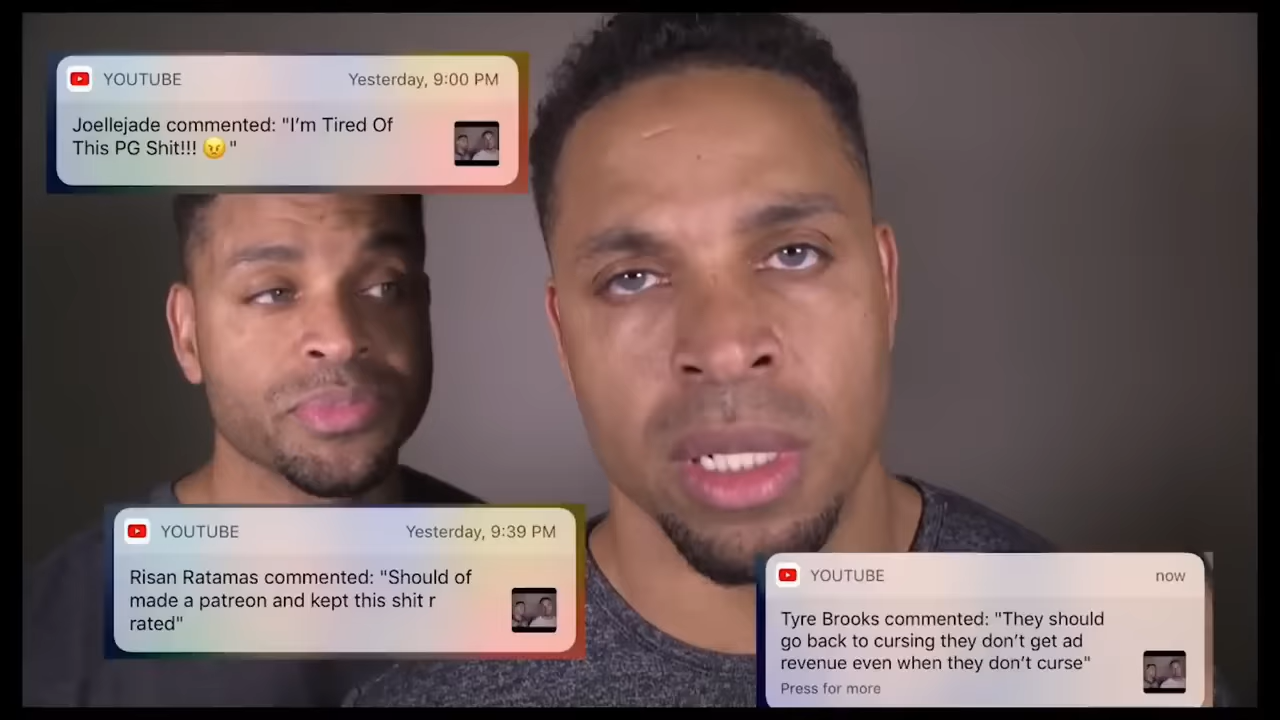 YOUTUBE Yesterday, 9:00 PM
Joellejade commented: "I'm Tired Of
This PG Shit!!! 😠"
YOUTUBE Yesterday, 9:39 PM
Risan Ratamas commented: "Should of
made a patreon and kept this shit r
rated"
YOUTUBE now
Tyre Brooks commented: "They should
go back to cursing they don't get ad
revenue even when they don't curse"
Press for more